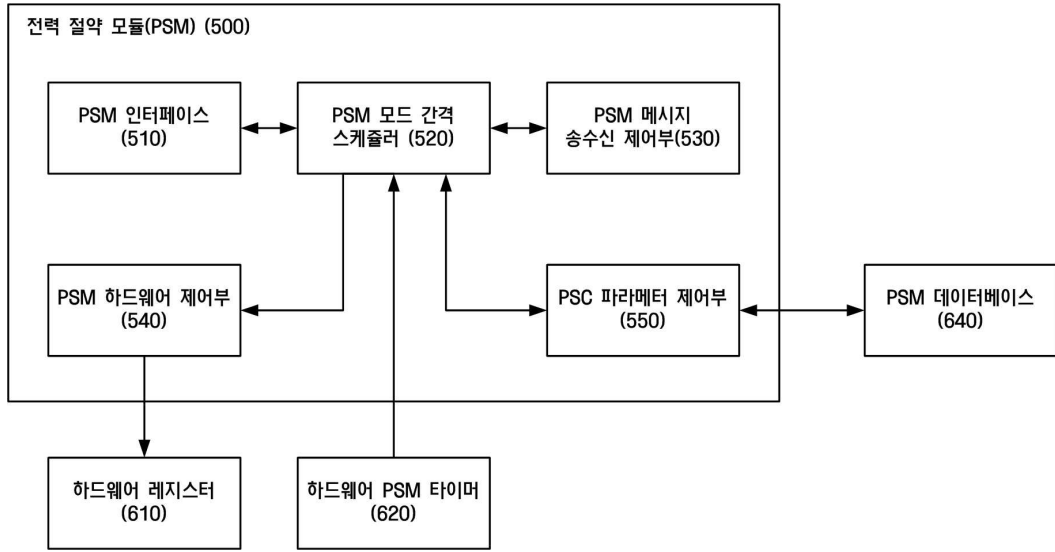 전력 절약 모듈(PSM) (500)
PSM 인터페이스
(510)
PSM 모드 간격
스케쥴러 (520)
PSM 메시지
송수신 제어부(530)
PSM 하드웨어 제어부
(540)
PSC 파라메터 제어부
(550)
PSM 데이터베이스
(640)
하드웨어 레지스터
(610)
하드웨어 PSM 타이머
(620)